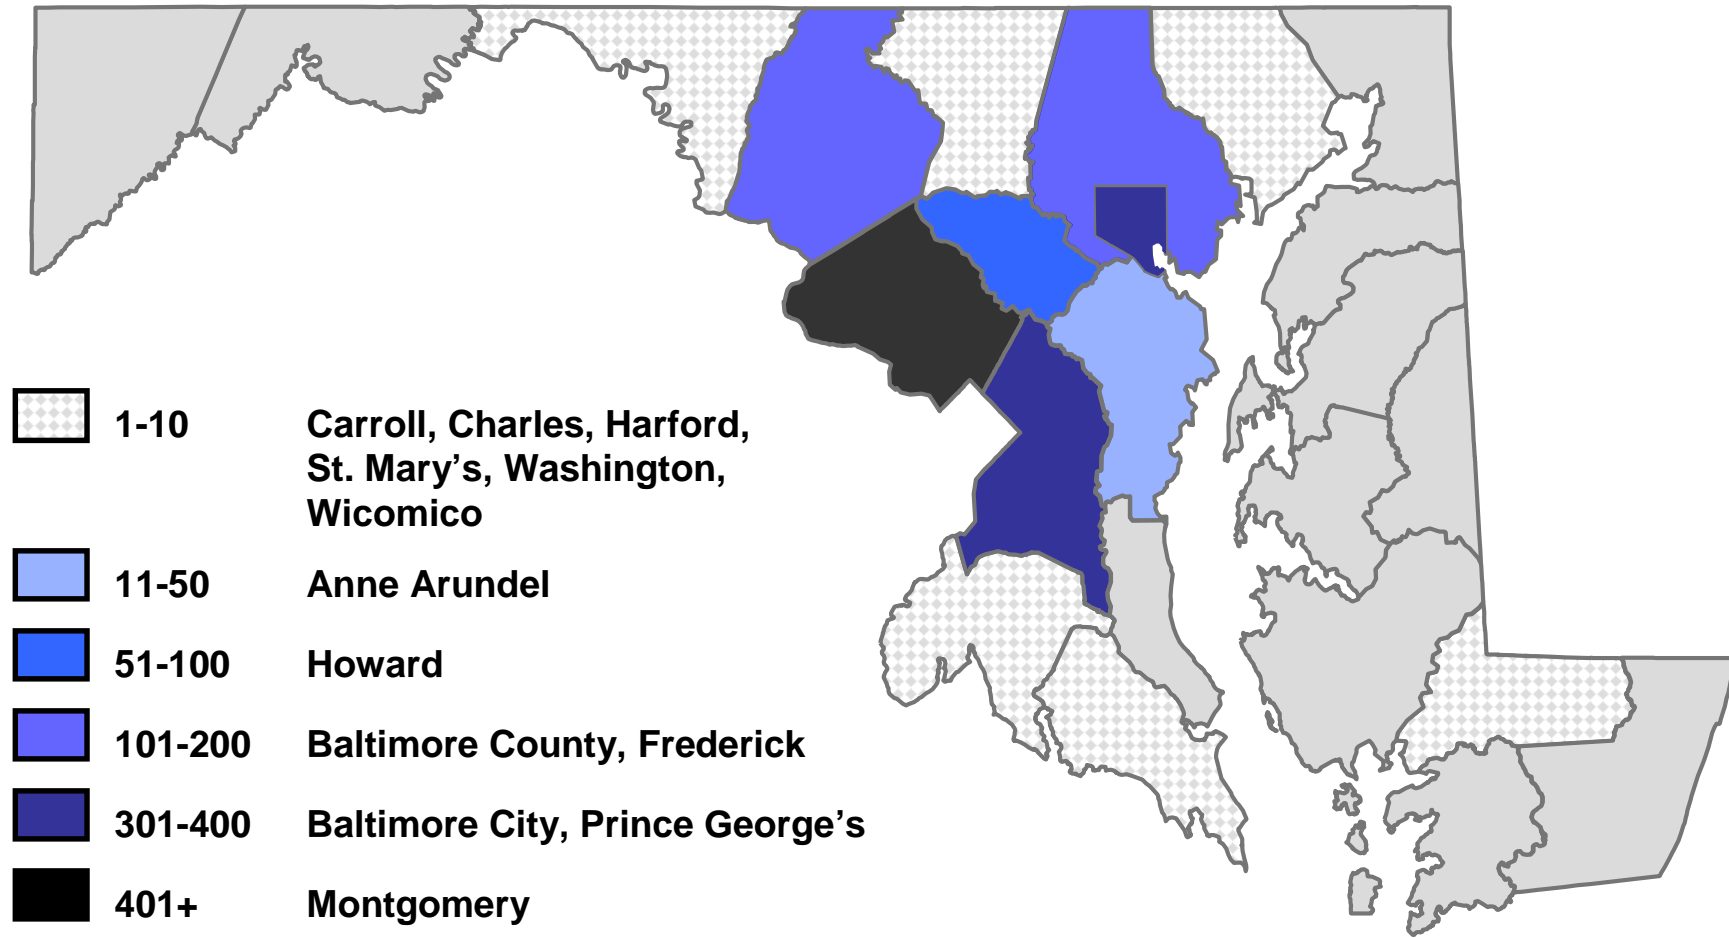 1-10 Carroll, Charles, Harford,
St. Mary’s, Washington,
Wicomico
11-50 Anne Arundel
51-100 Howard
101-200 Baltimore County, Frederick
301-400 Baltimore City, Prince George’s
401+ Montgomery